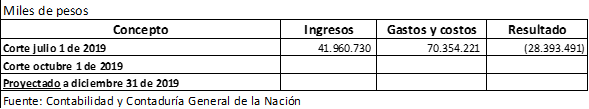 Miles de pesos
Concepto Ingresos Gastos y costos Resultado
Corte julio 1 de 2019 41.960.730 70.354.221 (28.393.491)
Corte octubre 1 de 2019
Proyectado a diciembre 31 de 2019
Fuente: Contabilidad y Contaduría General de la Nación